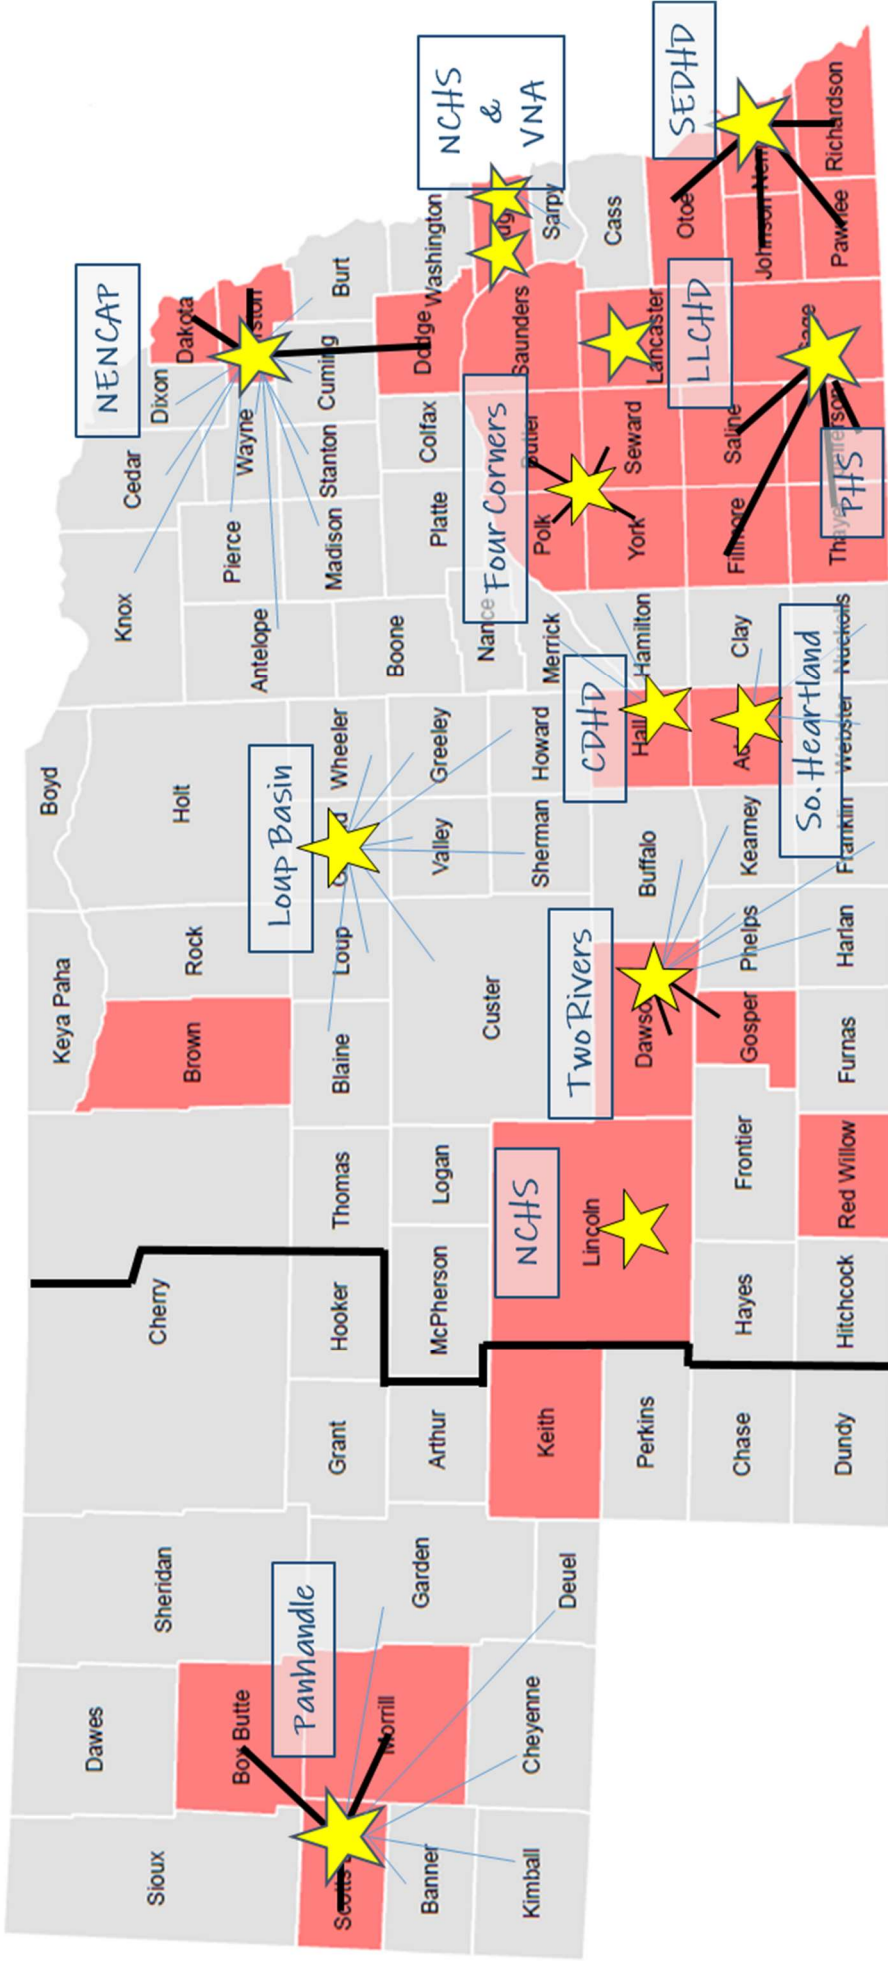 Sioux
Dawes
Sheridan
Cherry
Keya Paha
Boyd
Brown
Rock
Holt
Knox
Cedar
Dixon
Dakota
NENCAP
Box Butte
Panhandle
Scotts
Morrill
Garden
Grant
Hooker
Thomas
Blaine
Loup
Loup Basin
Wheeler
Antelope
Pierce
Wayne
Madison
Stanton
Cuming
Burt
Banner
Arthur
McPherson
Logan
Custer
Valley
Greeley
Boone
Nance
Platte
Colfax
Dodge
Washington
NCHS
&
VNA
Kimball
Cheyenne
Deuel
Keith
Lincoln
NCHS
Two Rivers
Dawso
Sherman
Howard
Merrick
Polk
Four Corners
Butler
Saunders
Sarpy
Perkins
Buffalo
CDHD
Hall
Hamilton
York
Seward
Lancaster
LLCHD
Cass
Otoe
SEDHD
Chase
Hayes
Frontier
Gosper
Phelps
Kearney
Clay
Fillmore
Saline
Johnson
Dundy
Hitchcock
Red Willow
Furnas
Harlan
Franklin
Webster
So. Heartland
Nuckolls
Thaye
PHS
Pawnee
Richardson